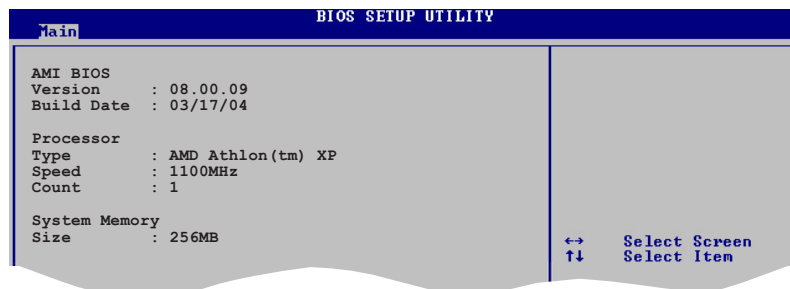 BIOS SETUP UTILITY
Main
AMI BIOS
Version : 08.00.09
Build Date : 03/17/04
Processor
Type : AMD Athlon(tm) XP
Speed : 1100MHz
Count : 1
System Memory
Size : 256MB
↔ Select Screen
↑↓ Select Item